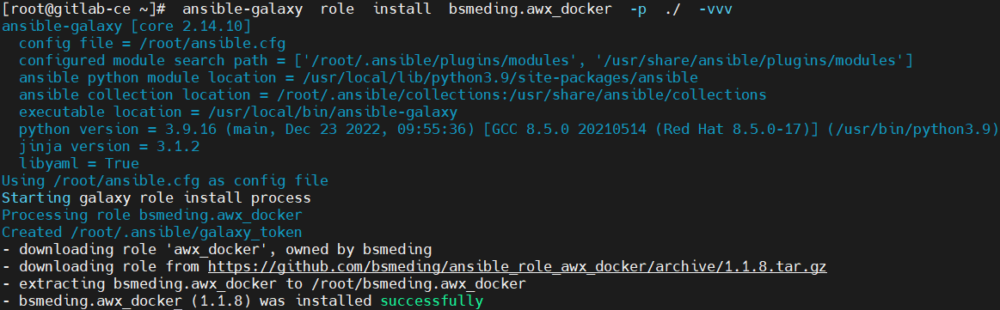 [root@gitlab-ce ~]# ansible-galaxy role install bsmeding.awx_docker -p ./ -vvv
ansible-galaxy [core 2.14.10]
  config file = /root/ansible.cfg
  configured module search path = ['/root/.ansible/plugins/modules', '/usr/share/ansible/plugins/modules']
  ansible python module location = /usr/local/lib/python3.9/site-packages/ansible
  ansible collection location = /root/.ansible/collections:/usr/share/ansible/collections
  executable location = /usr/local/bin/ansible-galaxy
  python version = 3.9.16 (main, Dec 23 2022, 09:55:36) [GCC 8.5.0 20210514 (Red Hat 8.5.0-17)] (/usr/bin/python3.9)
  jinja version = 3.1.2
  libyaml = True
Using /root/ansible.cfg as config file
Starting galaxy role install process
Processing role bsmeding.awx_docker
Created /root/.ansible/galaxy_token
- downloading role 'awx_docker', owned by bsmeding
- downloading role from https://github.com/bsmeding/ansible_role_awx_docker/archive/1.1.8.tar.gz
- extracting bsmeding.awx_docker to /root/bsmeding.awx_docker
- bsmeding.awx_docker (1.1.8) was installed successfully